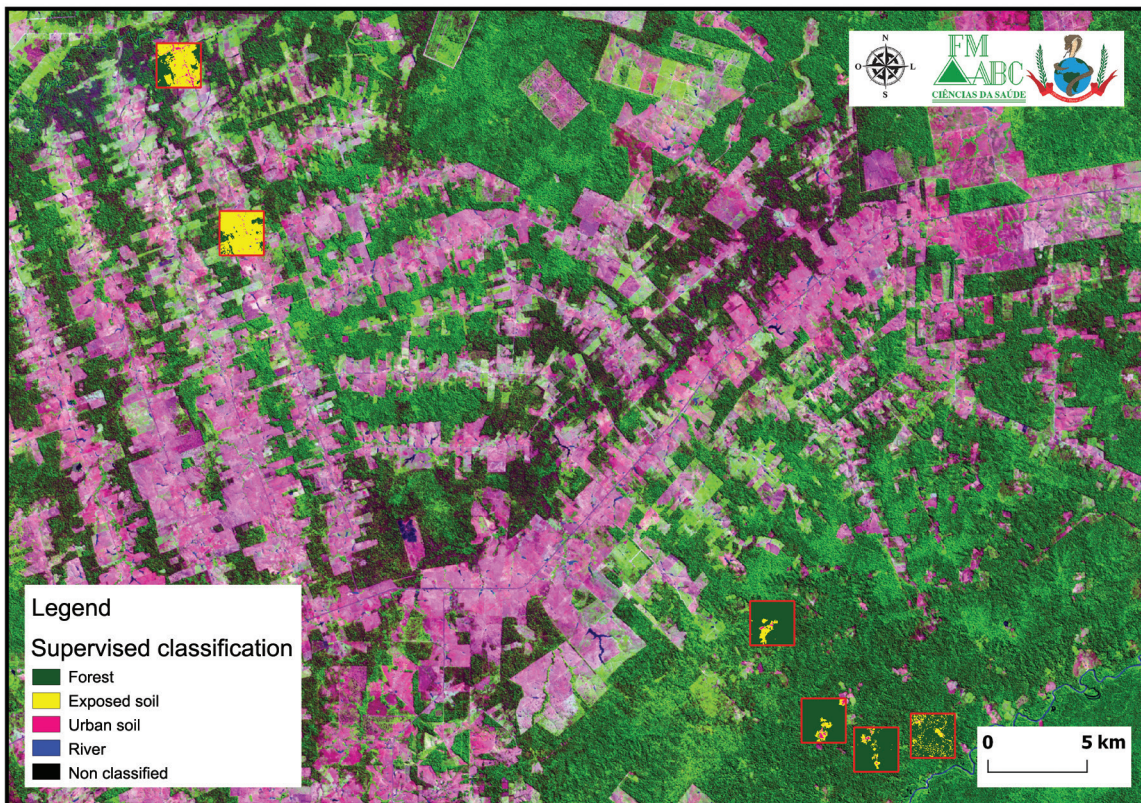 N
O
L
S
FM
ABC
CIÊNCIAS DA SAÚDE
Legend
Supervised classification
Forest
Exposed soil
Urban soil
River
Non classified
0 5 km